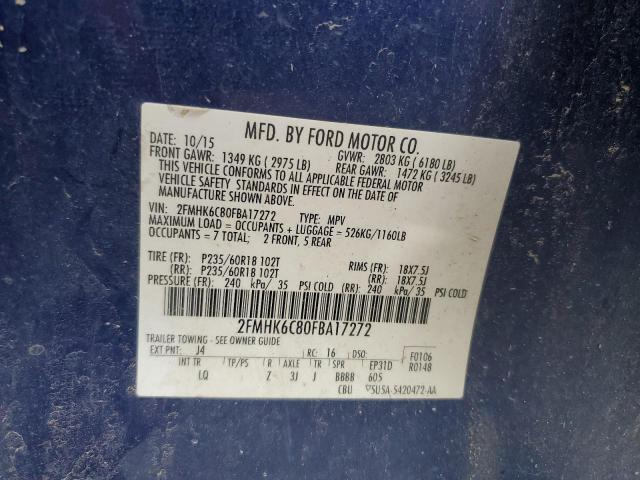 MFD. BY FORD MOTOR CO.
DATE: 10/15 GVWR: 2803 KG ( 6180 LB)
FRONT GAWR: 1349 KG ( 2975 LB) REAR GAWR: 1472 KG ( 3245 LB)
THIS VEHICLE CONFORMS TO ALL APPLICABLE FEDERAL MOTOR
VEHICLE SAFETY STANDARDS IN EFFECT ON THE DATE OF
MANUFACTURE SHOWN ABOVE.
VIN: 2FMHK6C80FBA17272 TYPE: MPV
MAXIMUM LOAD = OCCUPANTS + LUGGAGE = 526KG/1160LB
OCCUPANTS = 7 TOTAL; 2 FRONT, 5 REAR
TIRE (FR): P235/60R18 102T RIMS (FR): 18X7.5J
(RR): P235/60R18 102T (RR): 18X7.5J
PRESSURE (FR): 240 kPa/ 35 PSI COLD (RR): 240 kPa/ 35 PSI COLD
2FMHK6C80FBA17272
TRAILER TOWING - SEE OWNER GUIDE
EXT PNT: J4 RC: 16 DSO: F0106
INT TR TP/PS R AXLE TR SPR EP31D R0148
LQ Z 3J J BBBB 605
CBU ▽5U5A-5420472-AA